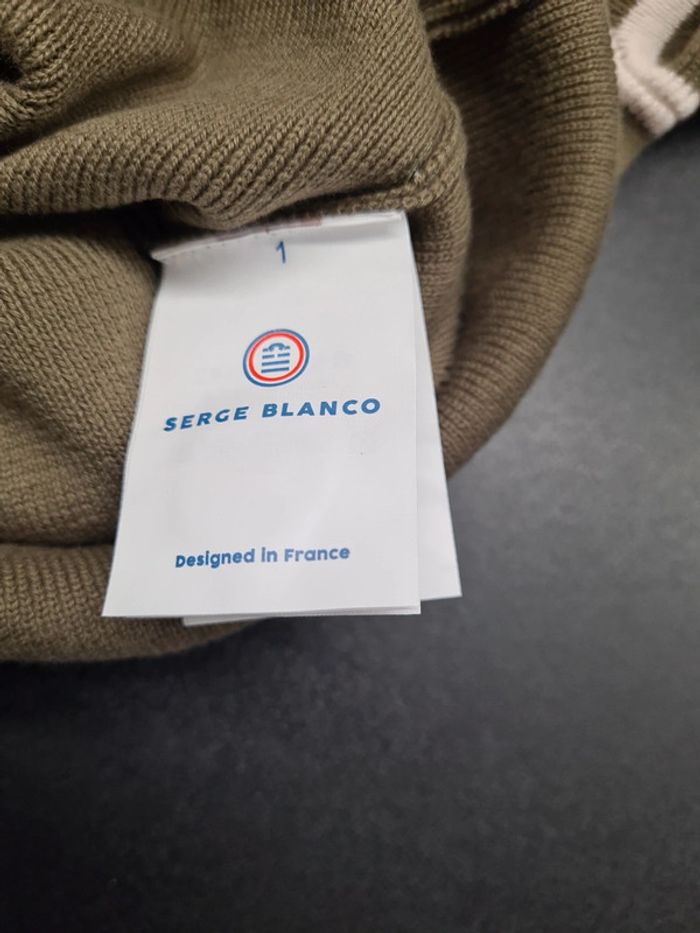 1
SERGE BLANCO
Designed in France